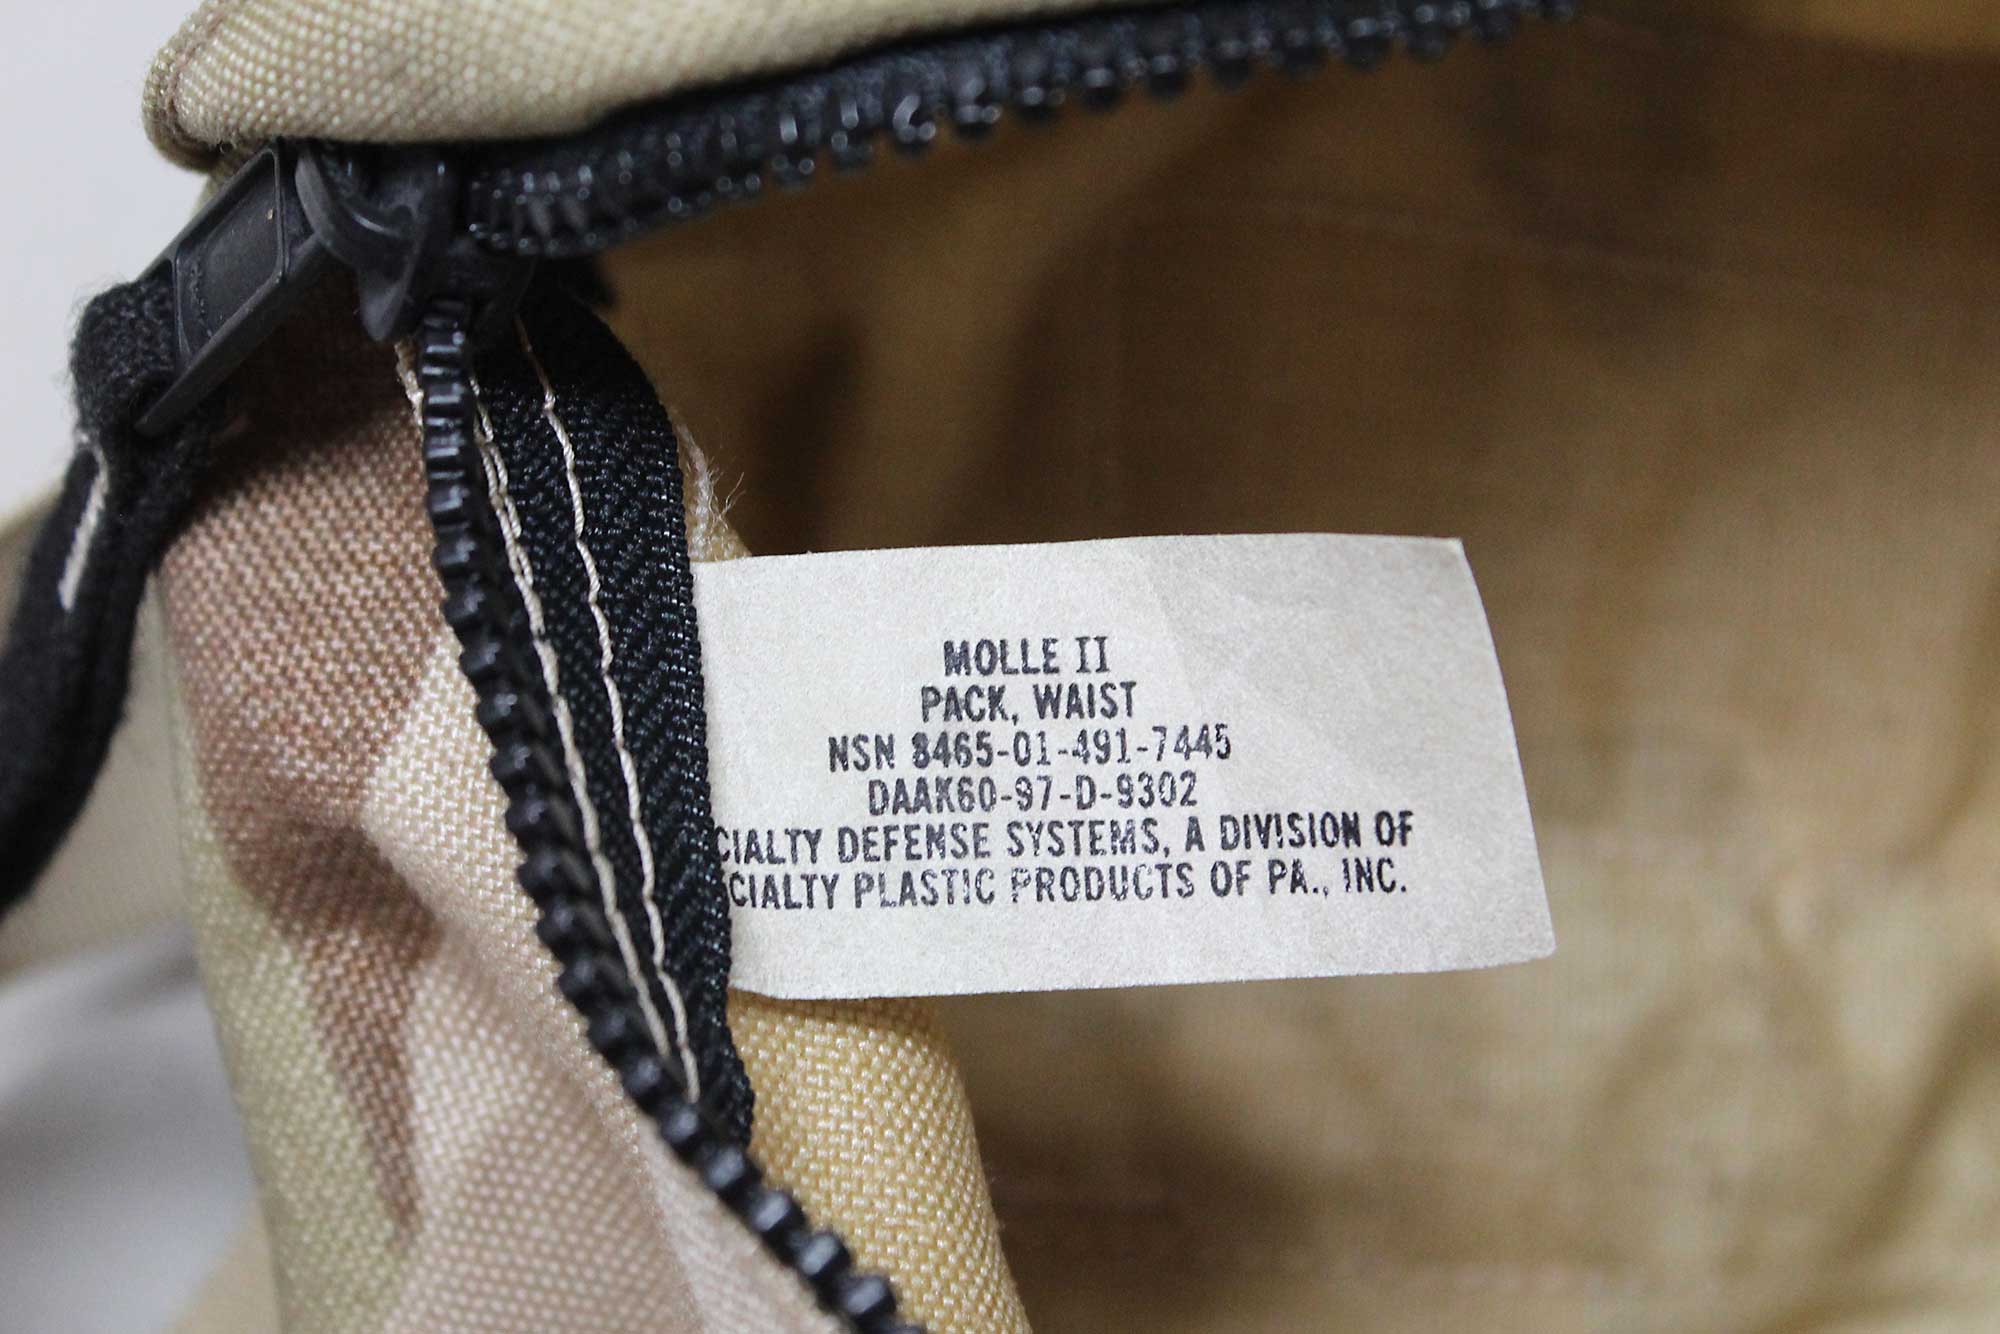 MOLLE II
PACK, WAIST
NSN 8465-01-491-7445
DAAK60-97-D-9302
CIALTY DEFENSE SYSTEMS, A DIVISION OF
CIALTY PLASTIC PRODUCTS OF PA., INC.